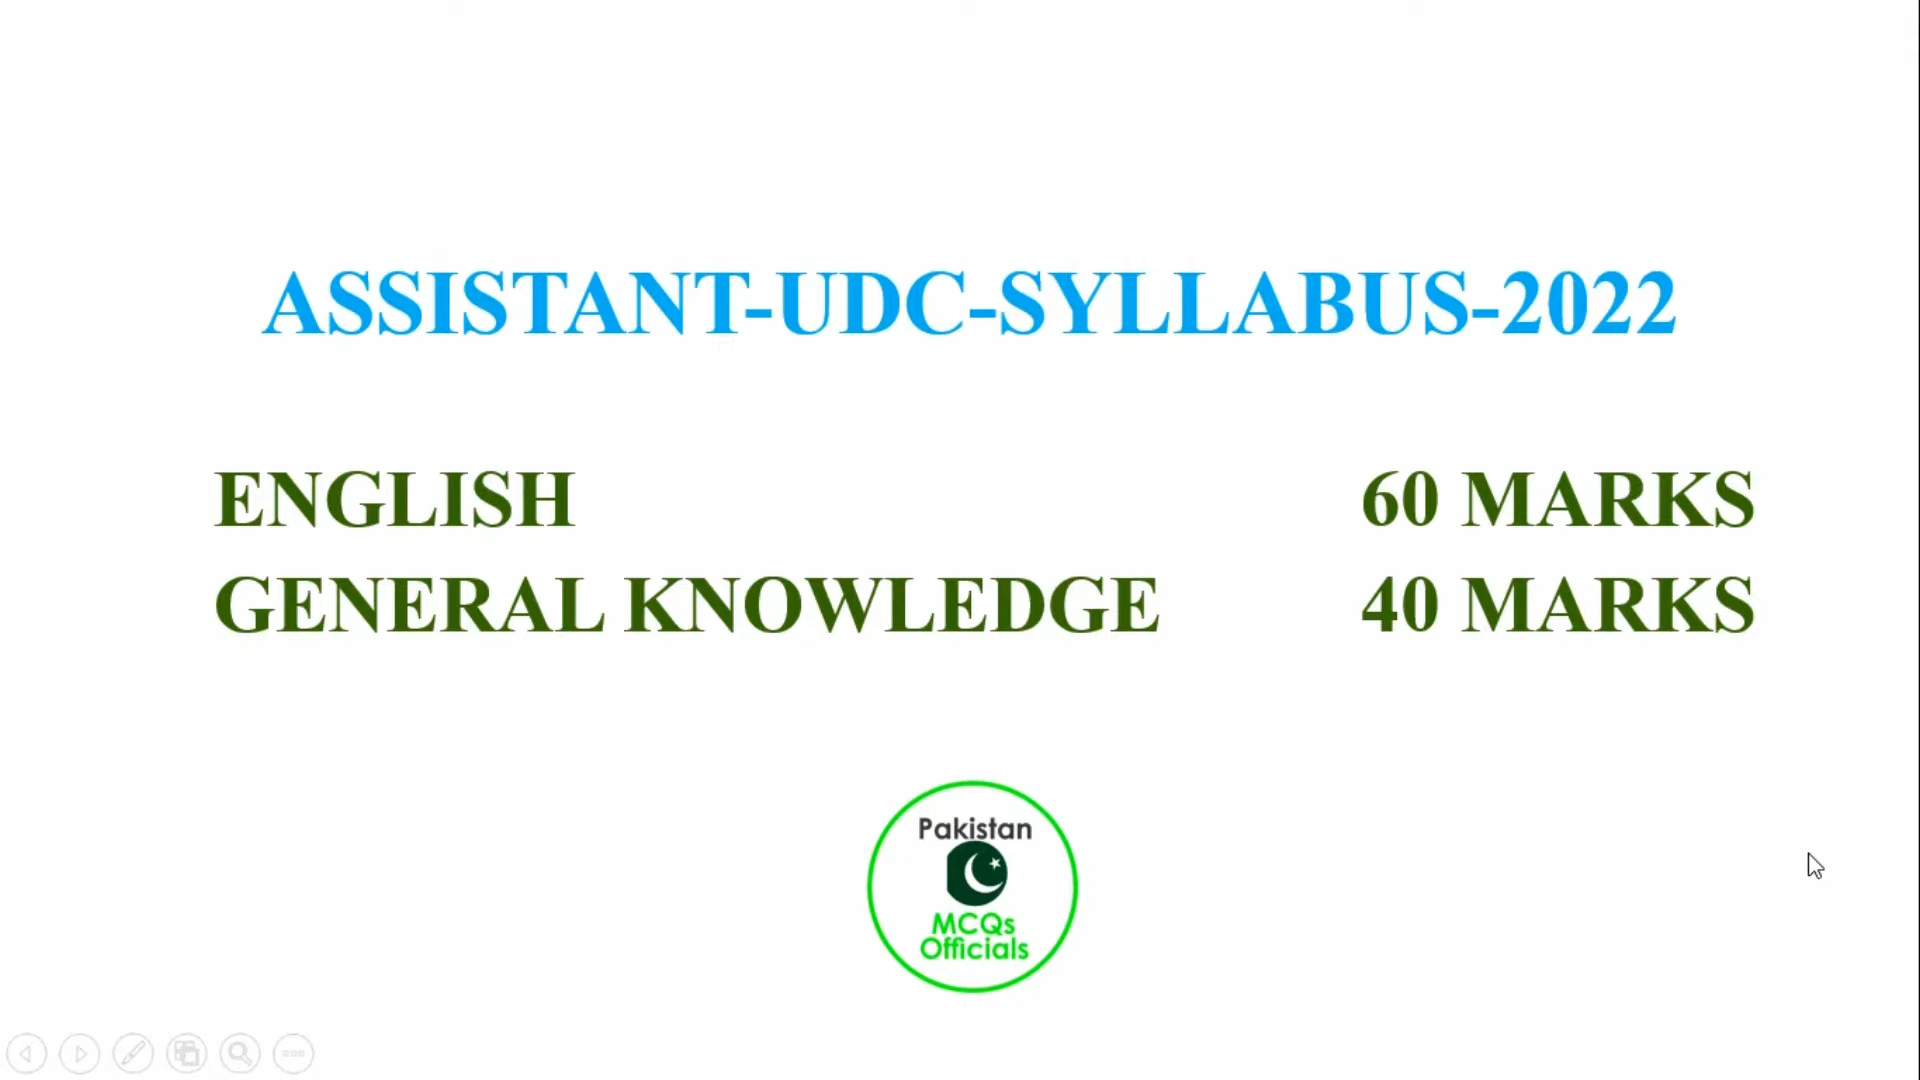 ASSISTANT-UDC-SYLLABUS-2022
ENGLISH 60 MARKS
GENERAL KNOWLEDGE 40 MARKS
Pakistan
MCQs
Officials